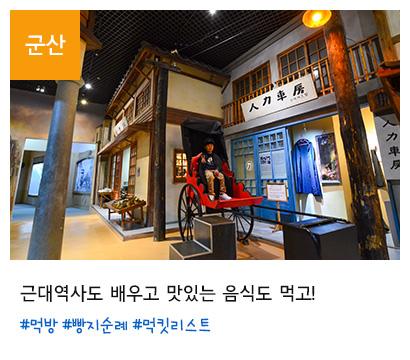 군산
人力車房
人力車房
근대역사도 배우고 맛있는 음식도 먹고!
#먹방 #빵지순례 #먹킷리스트